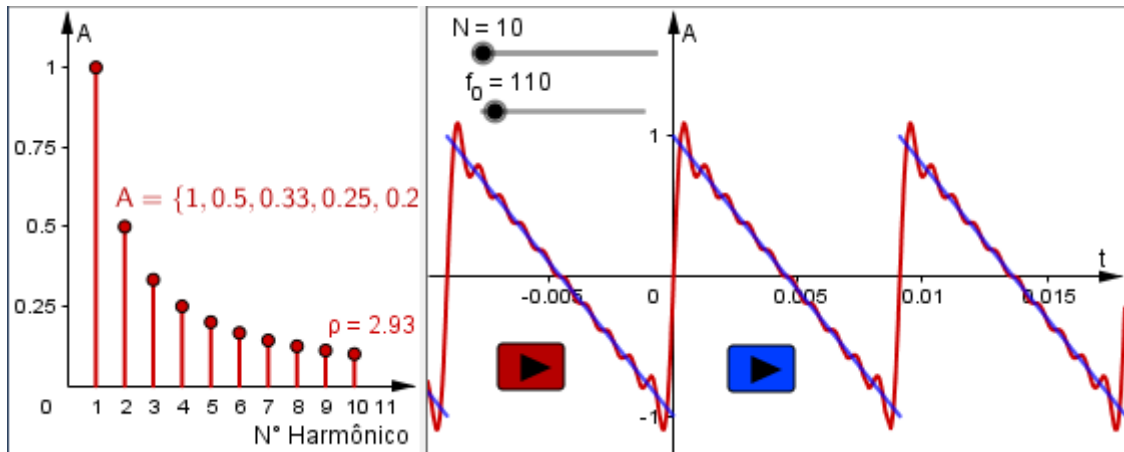 A
1
0.75
A = {1, 0.5, 0.33, 0.25, 0.2
0.5
0.25
ρ = 2.93
0
1 2 3 4 5 6 7 8 9 10 11
N° Harmônico
N = 10
A
f0 = 110
1
t
-0.005 0 0.005 0.01 0.015
-1